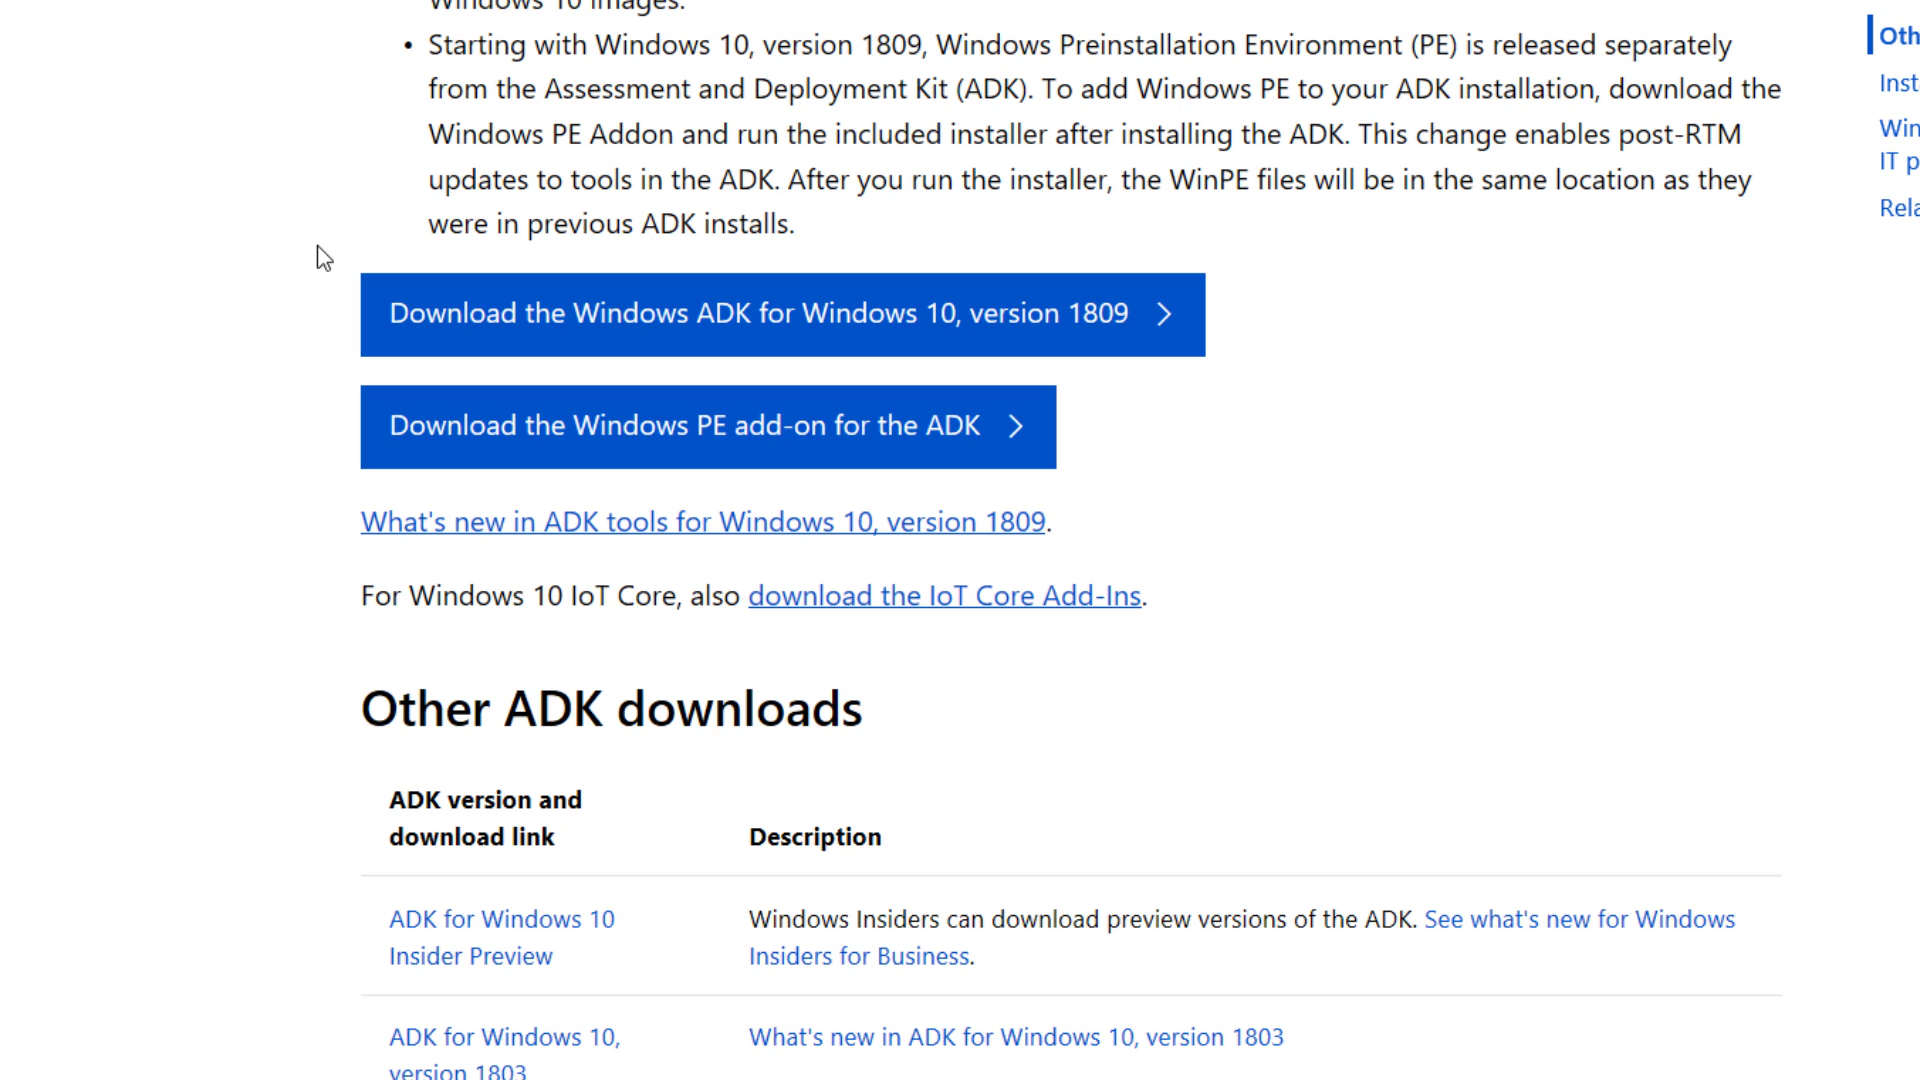 Windows 10 images.
• Starting with Windows 10, version 1809, Windows Preinstallation Environment (PE) is released separately
from the Assessment and Deployment Kit (ADK). To add Windows PE to your ADK installation, download the
Windows PE Addon and run the included installer after installing the ADK. This change enables post-RTM
updates to tools in the ADK. After you run the installer, the WinPE files will be in the same location as they
were in previous ADK installs.
Download the Windows ADK for Windows 10, version 1809
Download the Windows PE add-on for the ADK
What's new in ADK tools for Windows 10, version 1809.
For Windows 10 IoT Core, also download the IoT Core Add-Ins.
Other ADK downloads
ADK version and
download link
Description
ADK for Windows 10
Insider Preview
Windows Insiders can download preview versions of the ADK. See what's new for Windows
Insiders for Business.
ADK for Windows 10,
version 1803
What's new in ADK for Windows 10, version 1803
Oth
Inst
Win
IT p
Rela